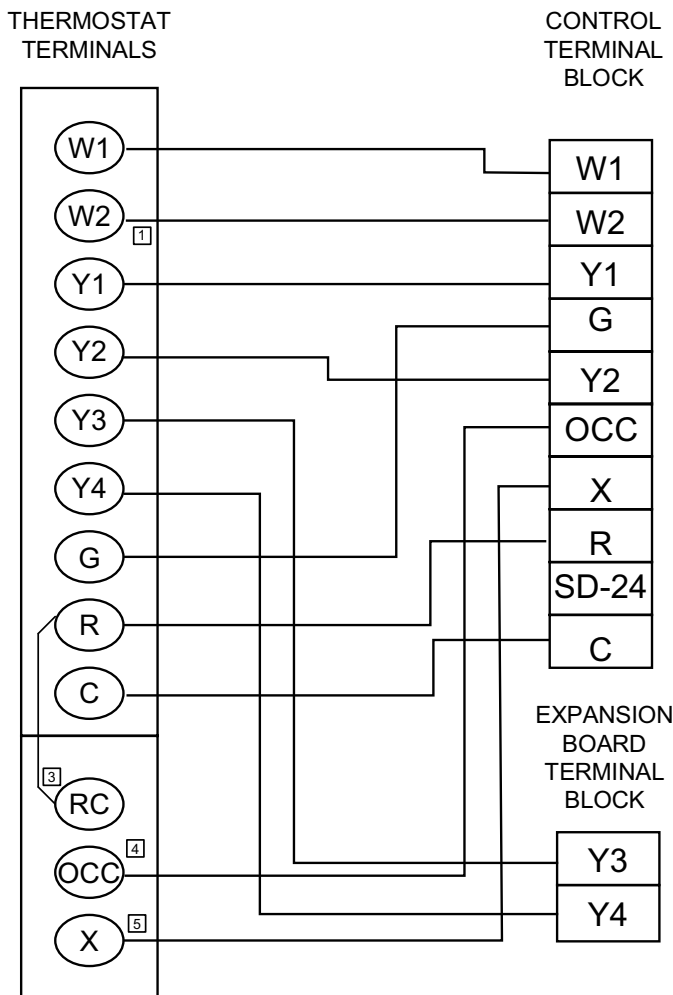 THERMOSTAT
TERMINALS
W1
W2
1
Y1
Y2
Y3
Y4
G
R
C
3
RC
4
OCC
5
X
CONTROL
TERMINAL
BLOCK
W1
W2
Y1
G
Y2
OCC
X
R
SD-24
C
EXPANSION
BOARD
TERMINAL
BLOCK
Y3
Y4